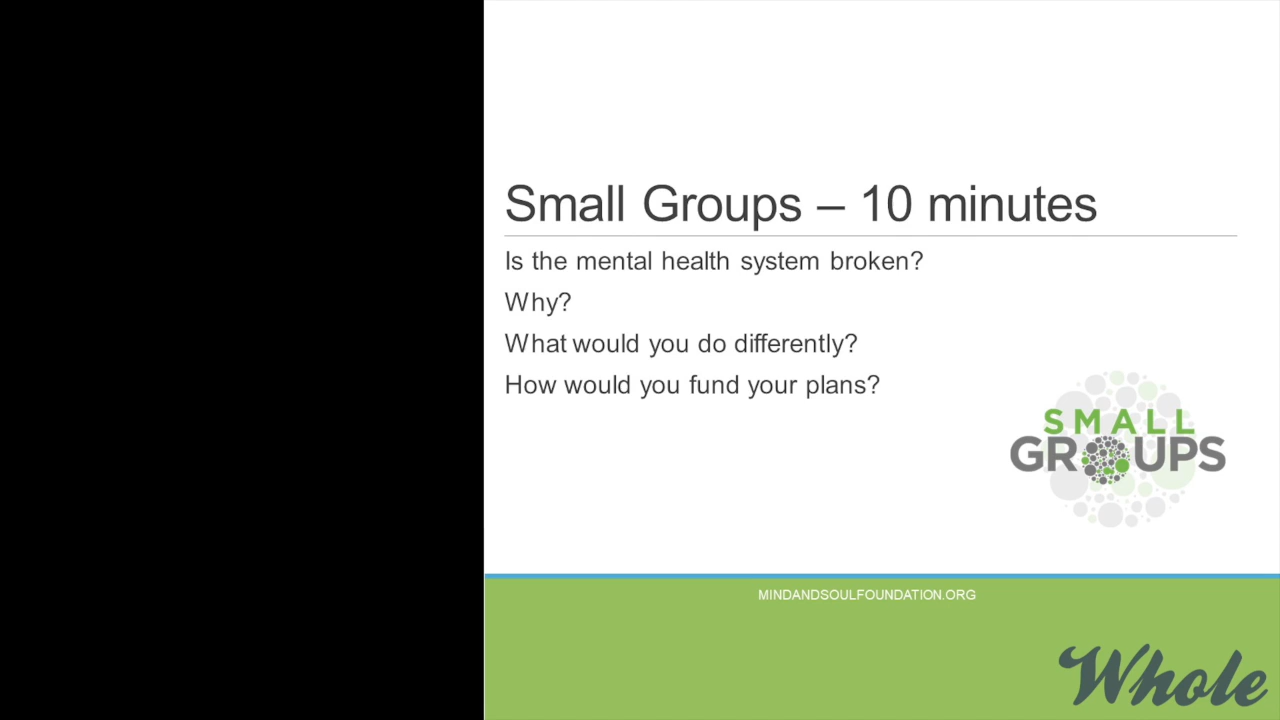 Small Groups – 10 minutes
Is the mental health system broken?
Why?
What would you do differently?
How would you fund your plans?
SMALL
GROUPS
MINDANDSOULFOUNDATION.ORG
Whole